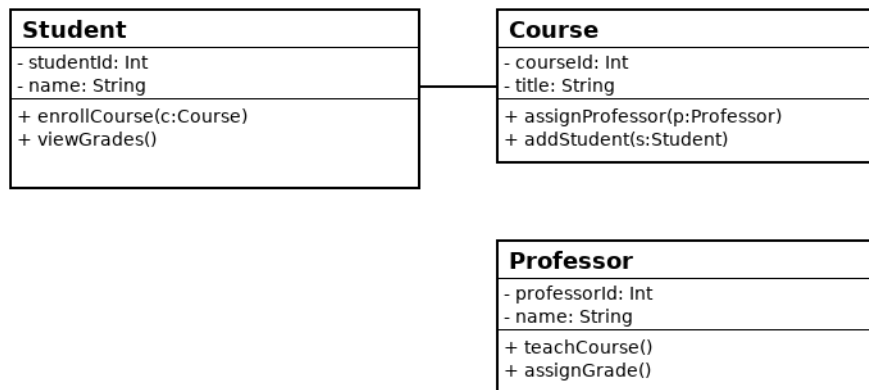 Student
- studentId: Int
- name: String
+ enrollCourse(c:Course)
+ viewGrades()
Course
- courseId: Int
- title: String
+ assignProfessor(p:Professor)
+ addStudent(s:Student)
Professor
- professorId: Int
- name: String
+ teachCourse()
+ assignGrade()